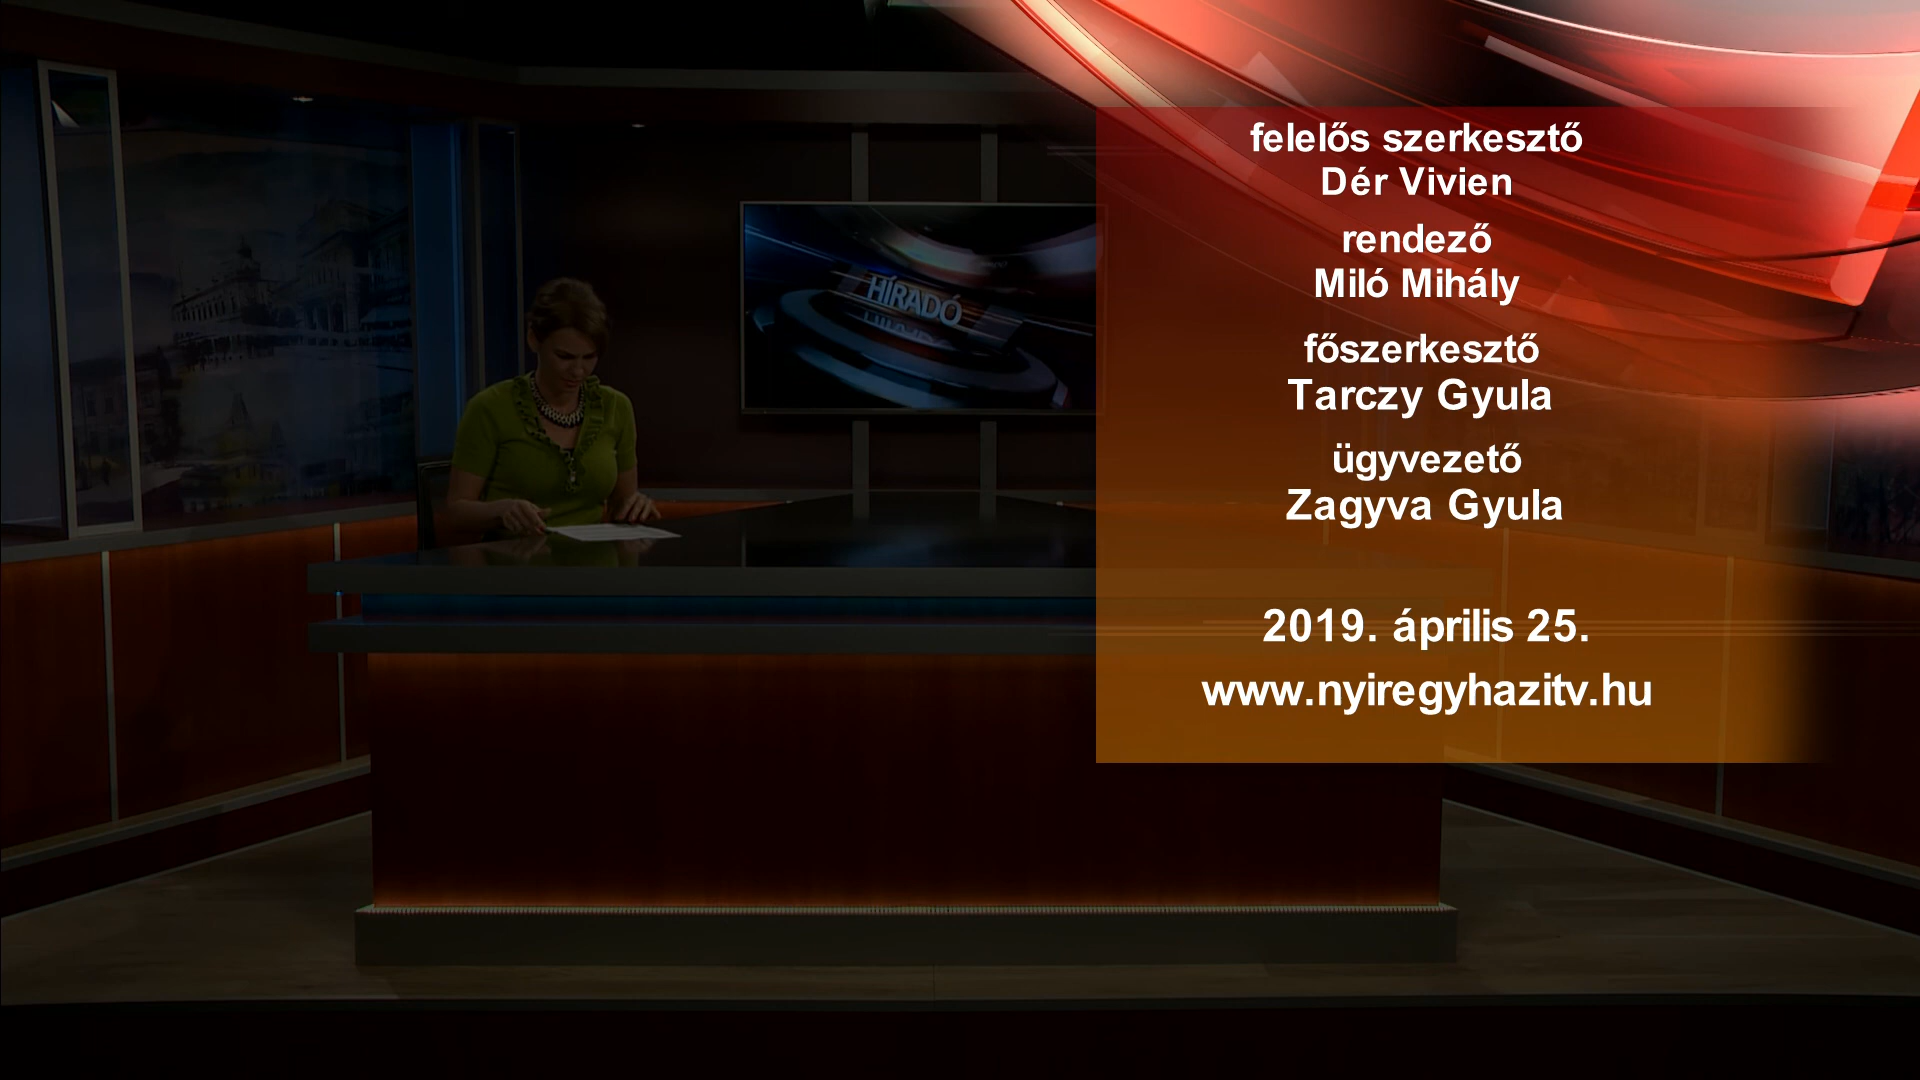 HÍRADÓ
felelős szerkesztő
Dér Vivien
rendező
Miló Mihály
főszerkesztő
Tarczy Gyula
ügyvezető
Zagyva Gyula
2019. április 25.
www.nyiregyhazitv.hu